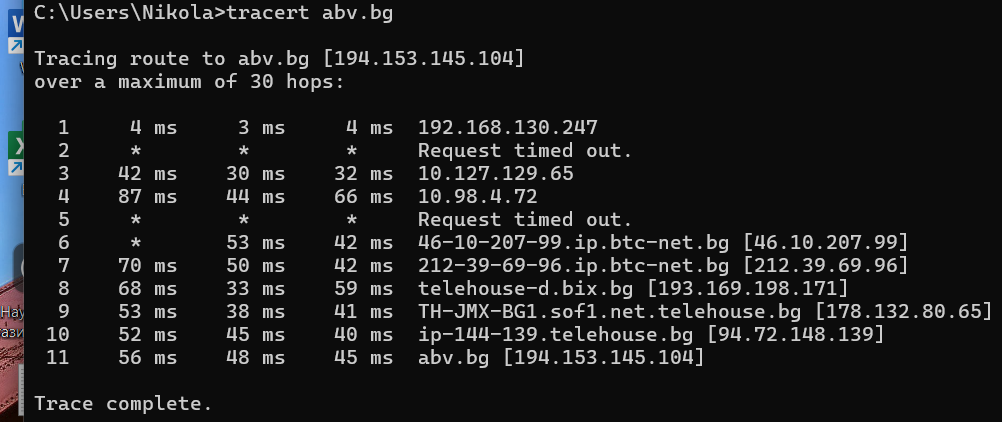 C:\Users\Nikola>tracert abv.bg
Tracing route to abv.bg [194.153.145.104]
over a maximum of 30 hops:
1 4 ms 3 ms 4 ms 192.168.130.247
2 * * * Request timed out.
3 42 ms 30 ms 32 ms 10.127.129.65
4 87 ms 44 ms 66 ms 10.98.4.72
5 * * * Request timed out.
6 * 53 ms 42 ms 46-10-207-99.ip.btc-net.bg [46.10.207.99]
7 70 ms 50 ms 42 ms 212-39-69-96.ip.btc-net.bg [212.39.69.96]
8 68 ms 33 ms 59 ms telehouse-d.bix.bg [193.169.198.171]
9 53 ms 38 ms 41 ms TH-JMX-BG1.sof1.net.telehouse.bg [178.132.80.65]
10 52 ms 45 ms 40 ms ip-144-139.telehouse.bg [94.72.148.139]
11 56 ms 48 ms 45 ms abv.bg [194.153.145.104]
Trace complete.